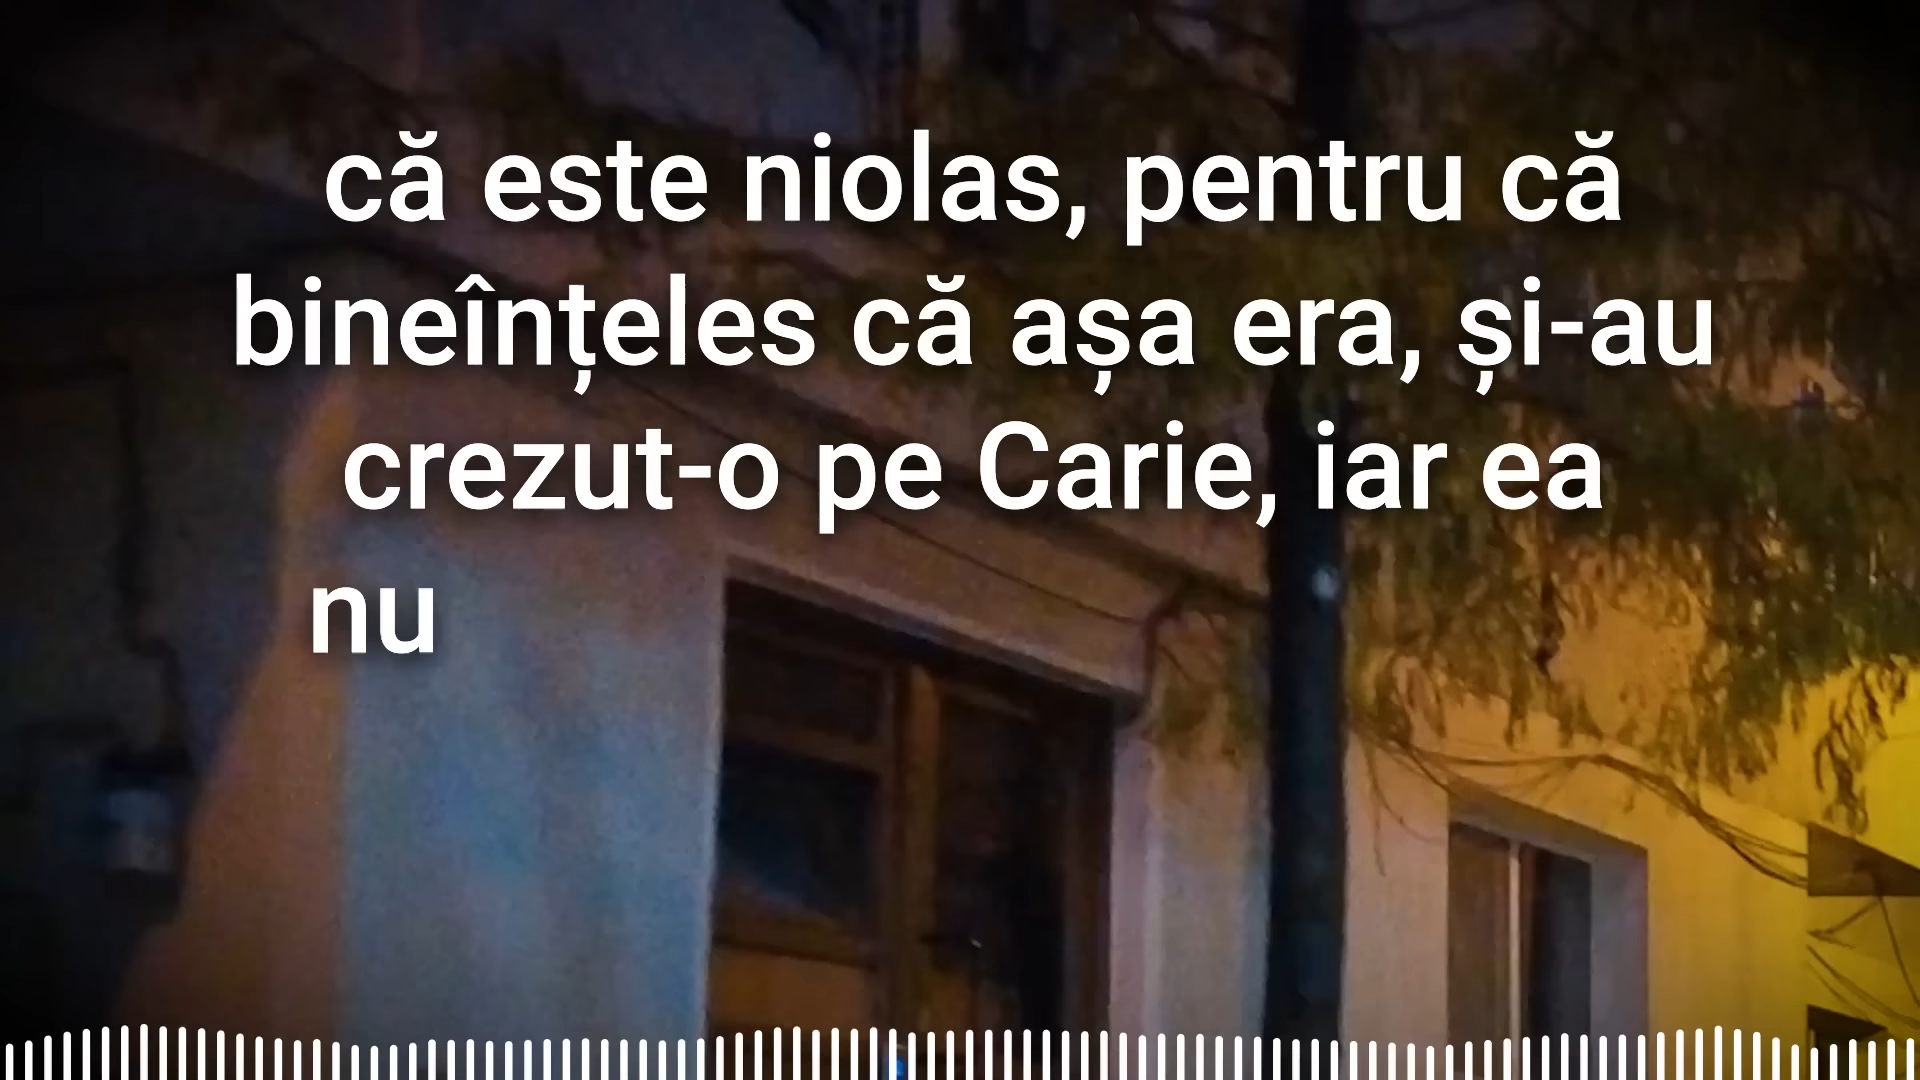 că este niolas, pentru că
bineînțeles că așa era, și-au
crezut-o pe Carie, iar ea
nu